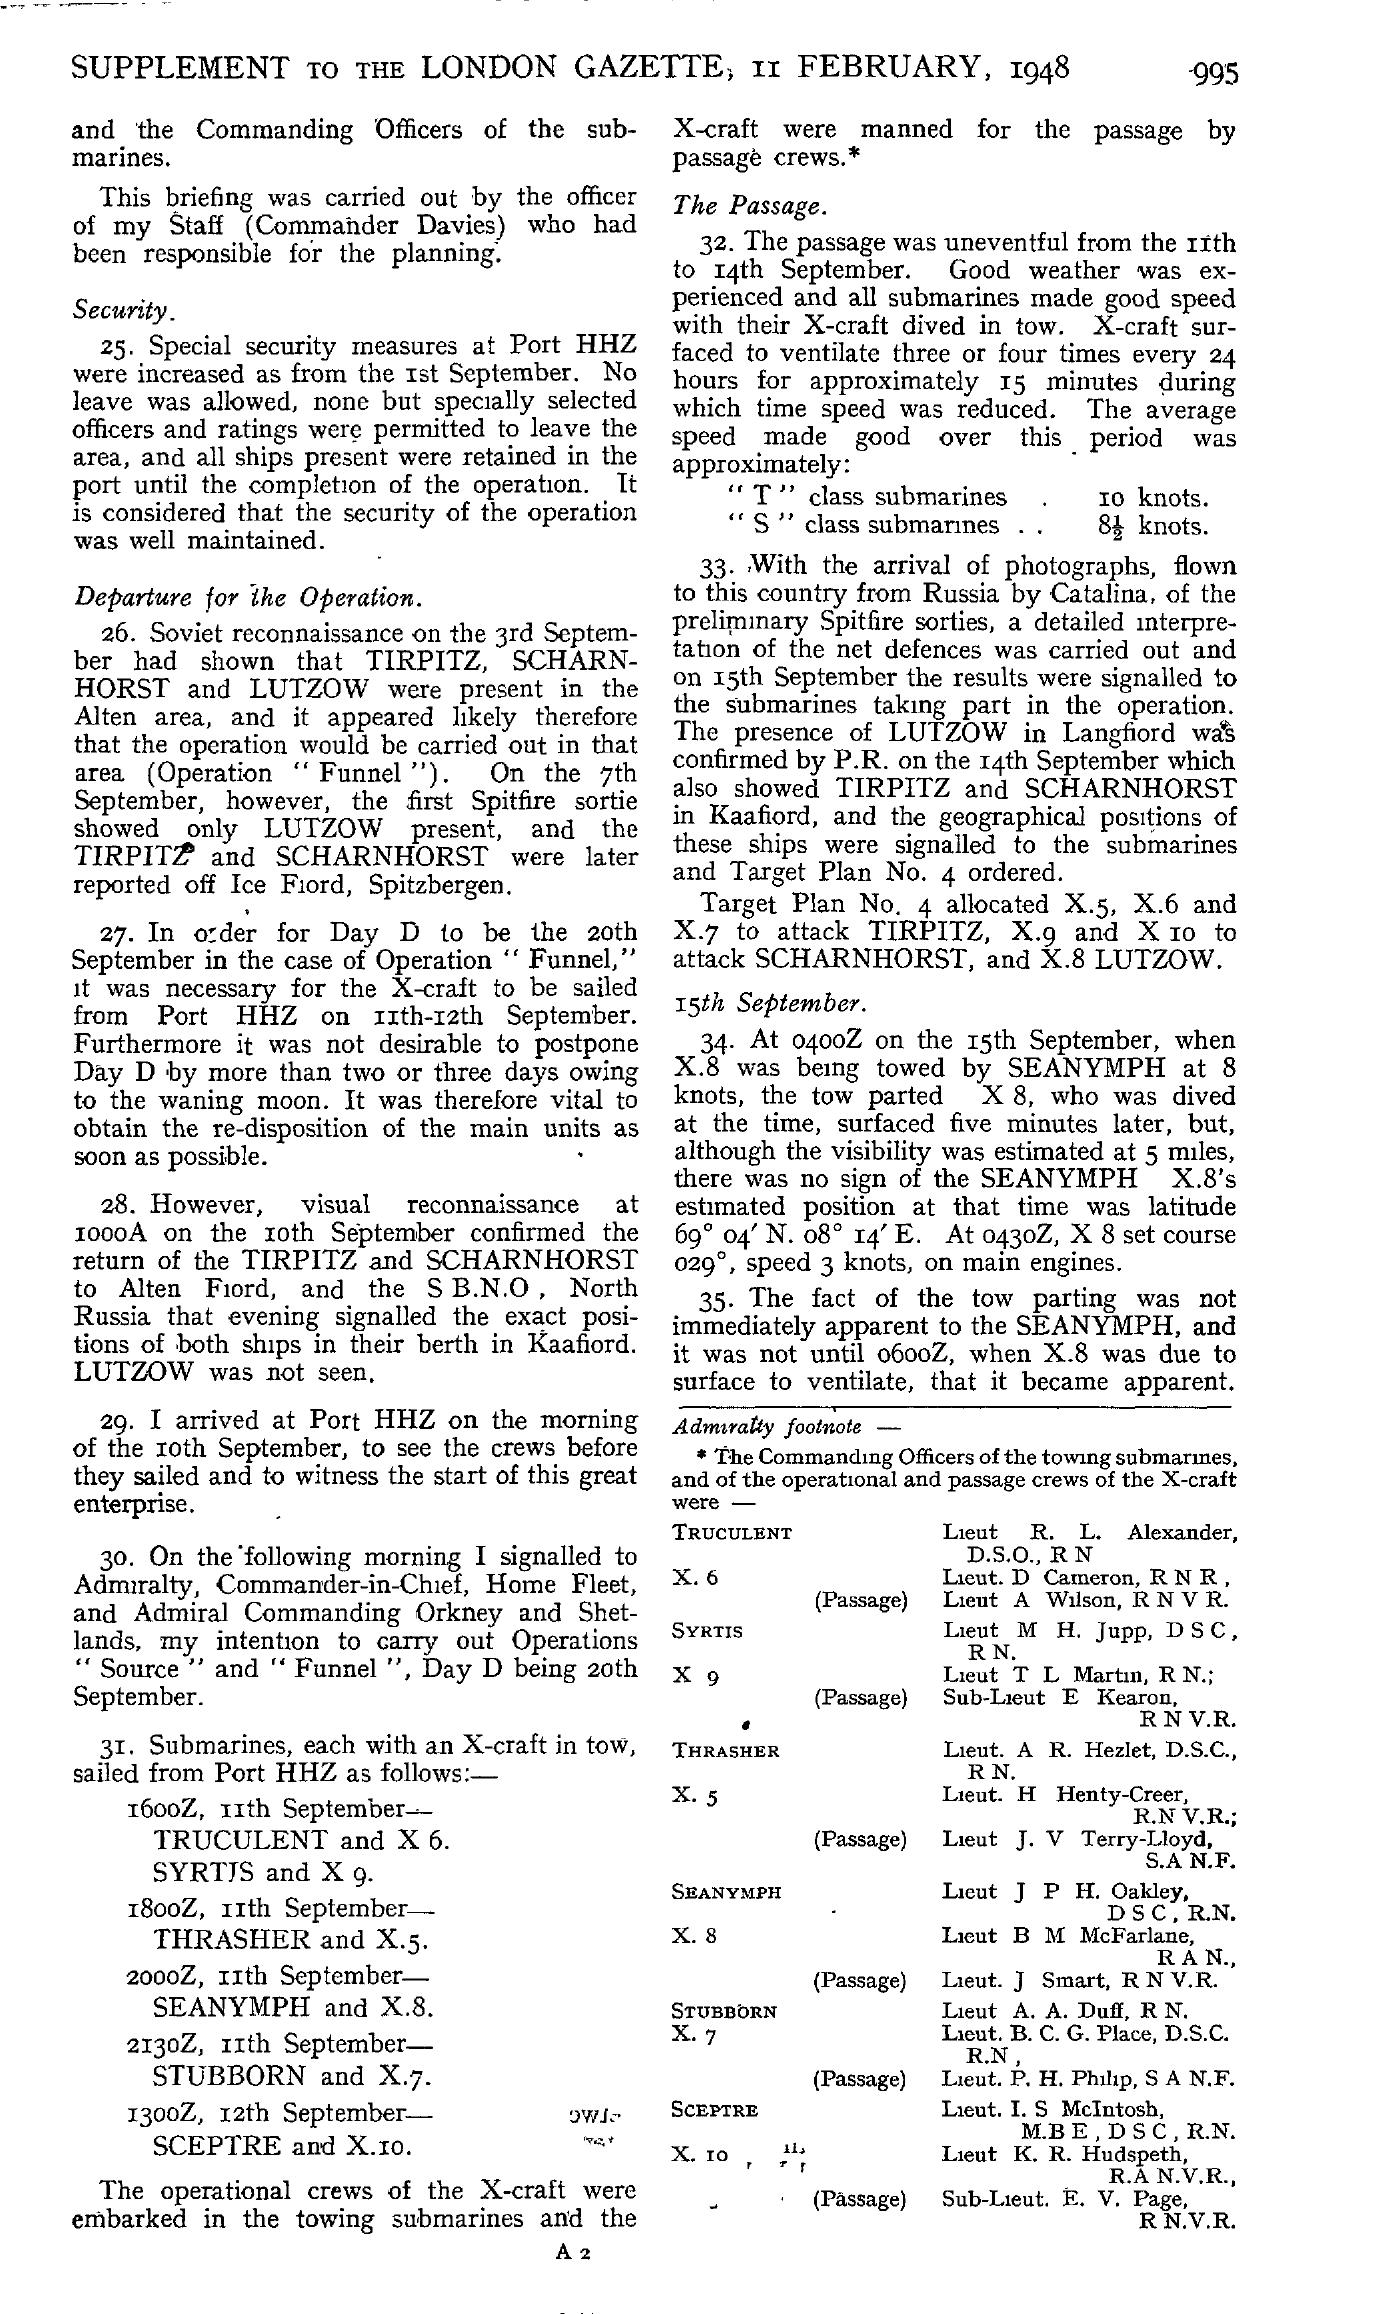 SUPPLEMENT TO THE LONDON GAZETTE, 11 FEBRUARY, 1948 995
and the Commanding Officers of the sub-
marines.
This briefing was carried out by the officer
of my Staff (Commander Davies) who had
been responsible for the planning.
Security.
25. Special security measures at Port HHZ
were increased as from the 1st September. No
leave was allowed, none but specially selected
officers and ratings were permitted to leave the
area, and all ships present were retained in the
port until the completion of the operation. It
is considered that the security of the operation
was well maintained.
Departure for the Operation.
26. Soviet reconnaissance on the 3rd Septem-
ber had shown that TIRPITZ, SCHARN-
HORST and LUTZOW were present in the
Alten area, and it appeared likely therefore
that the operation would be carried out in that
area (Operation " Funnel "). On the 7th
September, however, the first Spitfire sortie
showed only LUTZOW present, and the
TIRPITZ and SCHARNHORST were later
reported off Ice Fiord, Spitzbergen.
27. In order for Day D to be the 20th
September in the case of Operation " Funnel,"
it was necessary for the X-craft to be sailed
from Port HHZ on 11th-12th September.
Furthermore it was not desirable to postpone
Day D by more than two or three days owing
to the waning moon. It was therefore vital to
obtain the re-disposition of the main units as
soon as possible.
28. However, visual reconnaissance at
1000A on the 10th September confirmed the
return of the TIRPITZ and SCHARNHORST
to Alten Fiord, and the S B.N.O , North
Russia that evening signalled the exact posi-
tions of both ships in their berth in Kaafiord.
LUTZOW was not seen.
29. I arrived at Port HHZ on the morning
of the 10th September, to see the crews before
they sailed and to witness the start of this great
enterprise.
30. On the following morning I signalled to
Admiralty, Commander-in-Chief, Home Fleet,
and Admiral Commanding Orkney and Shet-
lands, my intention to carry out Operations
" Source " and " Funnel ", Day D being 20th
September.
31. Submarines, each with an X-craft in tow,
sailed from Port HHZ as follows:—
1600Z, 11th September—
TRUCULENT and X 6.
SYRTIS and X 9.
1800Z, 11th September—
THRASHER and X.5.
2000Z, 11th September—
SEANYMPH and X.8.
2130Z, 11th September—
STUBBORN and X.7.
1300Z, 12th September—
SCEPTRE and X.10.
The operational crews of the X-craft were
embarked in the towing submarines and the
A 2
X-craft were manned for the passage by
passage crews.*
The Passage.
32. The passage was uneventful from the 11th
to 14th September. Good weather was ex-
perienced and all submarines made good speed
with their X-craft dived in tow. X-craft sur-
faced to ventilate three or four times every 24
hours for approximately 15 minutes during
which time speed was reduced. The average
speed made good over this period was
approximately:
" T " class submarines . 10 knots.
" S " class submarines . . 8½ knots.
33. With the arrival of photographs, flown
to this country from Russia by Catalina, of the
preliminary Spitfire sorties, a detailed interpre-
tation of the net defences was carried out and
on 15th September the results were signalled to
the submarines taking part in the operation.
The presence of LUTZOW in Langfiord was
confirmed by P.R. on the 14th September which
also showed TIRPITZ and SCHARNHORST
in Kaafiord, and the geographical positions of
these ships were signalled to the submarines
and Target Plan No. 4 ordered.
Target Plan No. 4 allocated X.5, X.6 and
X.7 to attack TIRPITZ, X.9 and X 10 to
attack SCHARNHORST, and X.8 LUTZOW.
15th September.
34. At 0400Z on the 15th September, when
X.8 was being towed by SEANYMPH at 8
knots, the tow parted X 8, who was dived
at the time, surfaced five minutes later, but,
although the visibility was estimated at 5 miles,
there was no sign of the SEANYMPH X.8's
estimated position at that time was latitude
69° 04′ N. 08° 14′ E. At 0430Z, X 8 set course
029°, speed 3 knots, on main engines.
35. The fact of the tow parting was not
immediately apparent to the SEANYMPH, and
it was not until 0600Z, when X.8 was due to
surface to ventilate, that it became apparent.
Admiralty footnote —
* The Commanding Officers of the towing submarines,
and of the operational and passage crews of the X-craft
were —
TRUCULENT Lieut R. L. Alexander,
D.S.O., R N
X. 6 Lieut. D Cameron, R N R ,
(Passage) Lieut A Wilson, R N V R.
SYRTIS Lieut M H. Jupp, D S C ,
R N.
X 9 Lieut T L Martin, R N.;
(Passage) Sub-Lieut E Kearon,
R N V.R.
THRASHER Lieut. A R. Hezlet, D.S.C.,
R N.
X. 5 Lieut. H Henty-Creer,
R.N V.R.;
(Passage) Lieut J. V Terry-Lloyd,
S.A N.F.
SEANYMPH Lieut J P H. Oakley,
D S C , R.N.
X. 8 Lieut B M McFarlane,
R A N.,
(Passage) Lieut. J Smart, R N V.R.
STUBBORN Lieut A. A. Duff, R N.
X. 7 Lieut. B. C. G. Place, D.S.C.
R.N ,
(Passage) Lieut. P. H. Philip, S A N.F.
SCEPTRE Lieut. I. S McIntosh,
M.B E , D S C , R.N.
X. 10 Lieut K. R. Hudspeth,
R.A N.V.R.,
(Passage) Sub-Lieut. E. V. Page,
R N.V.R.